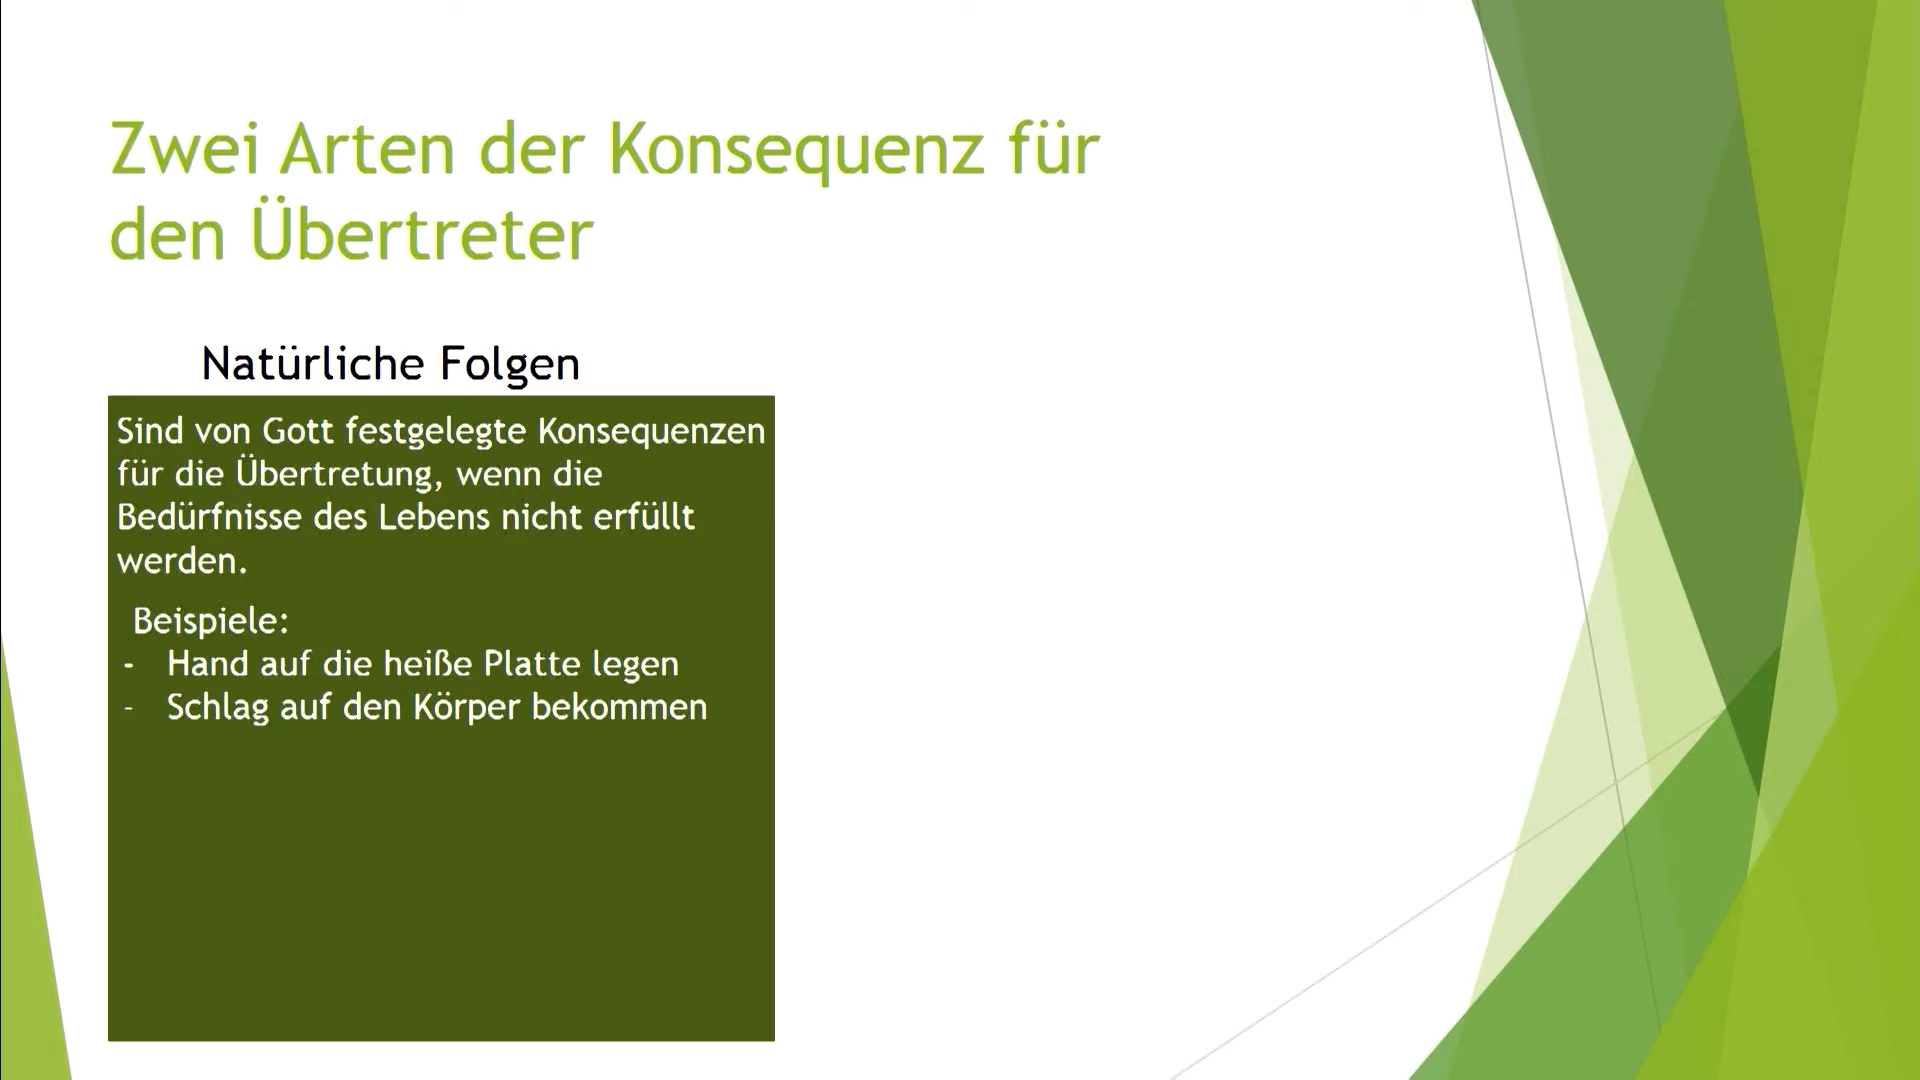 Zwei Arten der Konsequenz für
den Übertreter
Natürliche Folgen
Sind von Gott festgelegte Konsequenzen
für die Übertretung, wenn die
Bedürfnisse des Lebens nicht erfüllt
werden.
Beispiele:
- Hand auf die heiße Platte legen
- Schlag auf den Körper bekommen